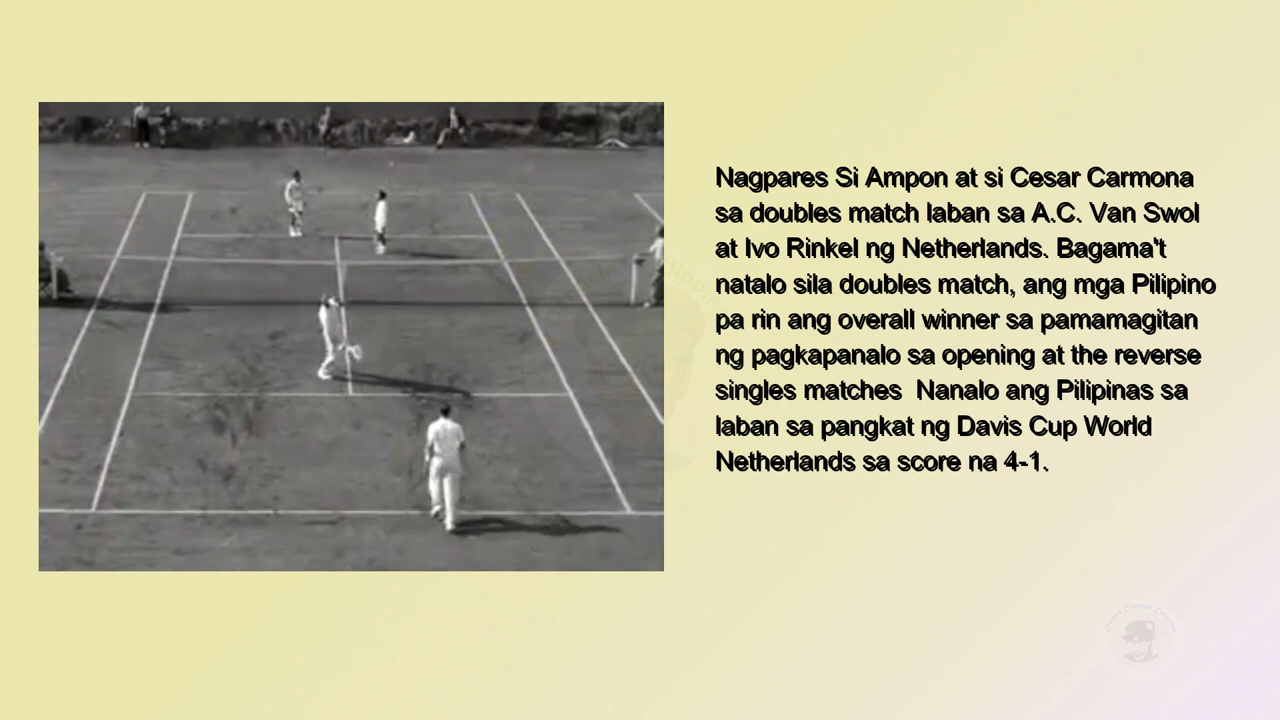 Nagpares Si Ampon at si Cesar Carmona
sa doubles match laban sa A.C. Van Swol
at Ivo Rinkel ng Netherlands. Bagama't
natalo sila doubles match, ang mga Pilipino
pa rin ang overall winner sa pamamagitan
ng pagkapanalo sa opening at the reverse
singles matches  Nanalo ang Pilipinas sa
laban sa pangkat ng Davis Cup World
Netherlands sa score na 4-1.